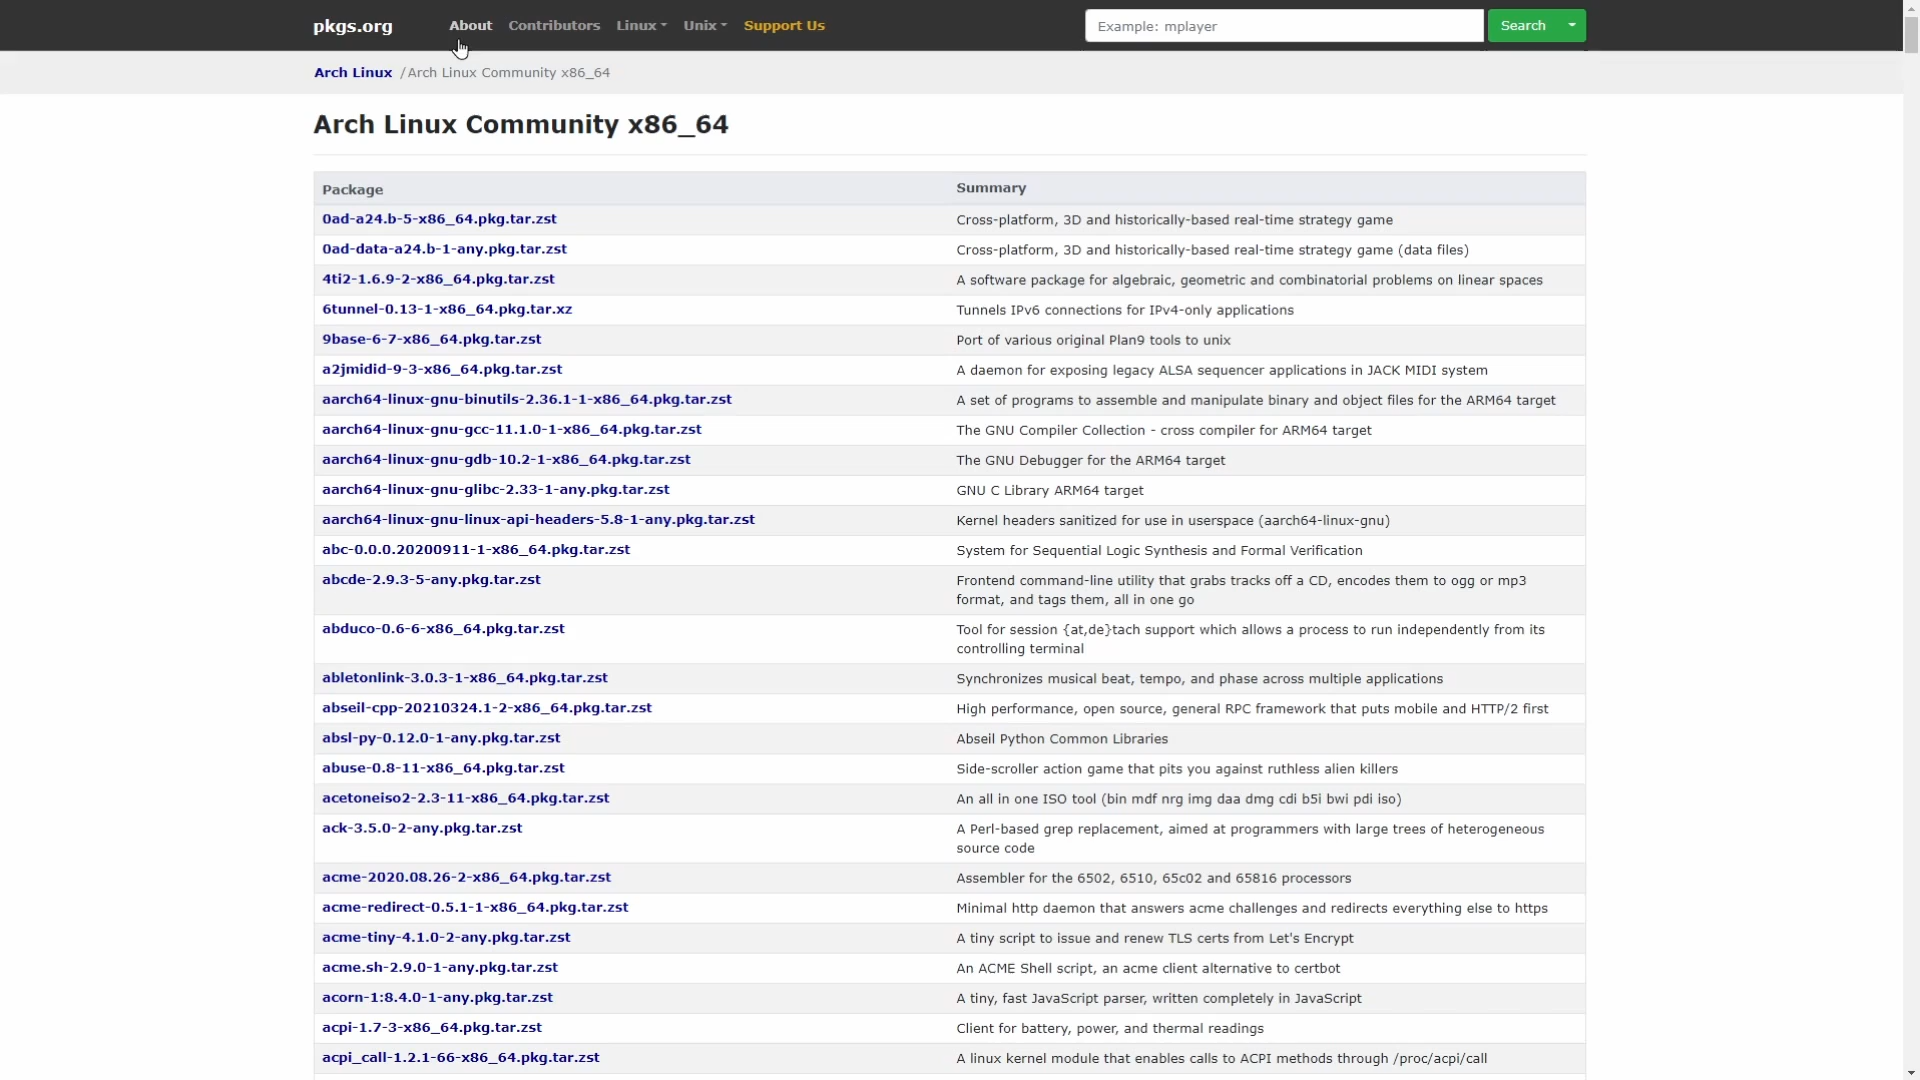 pkgs.org About Contributors Linux Unix Support Us Example: mplayer Search
Arch Linux / Arch Linux Community x86_64
Arch Linux Community x86_64
Package Summary
0ad-a24.b-5-x86_64.pkg.tar.zst Cross-platform, 3D and historically-based real-time strategy game
0ad-data-a24.b-1-any.pkg.tar.zst Cross-platform, 3D and historically-based real-time strategy game (data files)
4ti2-1.6.9-2-x86_64.pkg.tar.zst A software package for algebraic, geometric and combinatorial problems on linear spaces
6tunnel-0.13-1-x86_64.pkg.tar.xz Tunnels IPv6 connections for IPv4-only applications
9base-6-7-x86_64.pkg.tar.zst Port of various original Plan9 tools to unix
a2jmidid-9-3-x86_64.pkg.tar.zst A daemon for exposing legacy ALSA sequencer applications in JACK MIDI system
aarch64-linux-gnu-binutils-2.36.1-1-x86_64.pkg.tar.zst A set of programs to assemble and manipulate binary and object files for the ARM64 target
aarch64-linux-gnu-gcc-11.1.0-1-x86_64.pkg.tar.zst The GNU Compiler Collection - cross compiler for ARM64 target
aarch64-linux-gnu-gdb-10.2-1-x86_64.pkg.tar.zst The GNU Debugger for the ARM64 target
aarch64-linux-gnu-glibc-2.33-1-any.pkg.tar.zst GNU C Library ARM64 target
aarch64-linux-gnu-linux-api-headers-5.8-1-any.pkg.tar.zst Kernel headers sanitized for use in userspace (aarch64-linux-gnu)
abc-0.0.0.20200911-1-x86_64.pkg.tar.zst System for Sequential Logic Synthesis and Formal Verification
abcde-2.9.3-5-any.pkg.tar.zst Frontend command-line utility that grabs tracks off a CD, encodes them to ogg or mp3
format, and tags them, all in one go
abduco-0.6-6-x86_64.pkg.tar.zst Tool for session {at,de}tach support which allows a process to run independently from its
controlling terminal
abletonlink-3.0.3-1-x86_64.pkg.tar.zst Synchronizes musical beat, tempo, and phase across multiple applications
abseil-cpp-20210324.1-2-x86_64.pkg.tar.zst High performance, open source, general RPC framework that puts mobile and HTTP/2 first
absl-py-0.12.0-1-any.pkg.tar.zst Abseil Python Common Libraries
abuse-0.8-11-x86_64.pkg.tar.zst Side-scroller action game that pits you against ruthless alien killers
acetoneiso2-2.3-11-x86_64.pkg.tar.zst An all in one ISO tool (bin mdf nrg img daa dmg cdi b5i bwi pdi iso)
ack-3.5.0-2-any.pkg.tar.zst A Perl-based grep replacement, aimed at programmers with large trees of heterogeneous
source code
acme-2020.08.26-2-x86_64.pkg.tar.zst Assembler for the 6502, 6510, 65c02 and 65816 processors
acme-redirect-0.5.1-1-x86_64.pkg.tar.zst Minimal http daemon that answers acme challenges and redirects everything else to https
acme-tiny-4.1.0-2-any.pkg.tar.zst A tiny script to issue and renew TLS certs from Let's Encrypt
acme.sh-2.9.0-1-any.pkg.tar.zst An ACME Shell script, an acme client alternative to certbot
acorn-1:8.4.0-1-any.pkg.tar.zst A tiny, fast JavaScript parser, written completely in JavaScript
acpi-1.7-3-x86_64.pkg.tar.zst Client for battery, power, and thermal readings
acpi_call-1.2.1-66-x86_64.pkg.tar.zst A linux kernel module that enables calls to ACPI methods through /proc/acpi/call